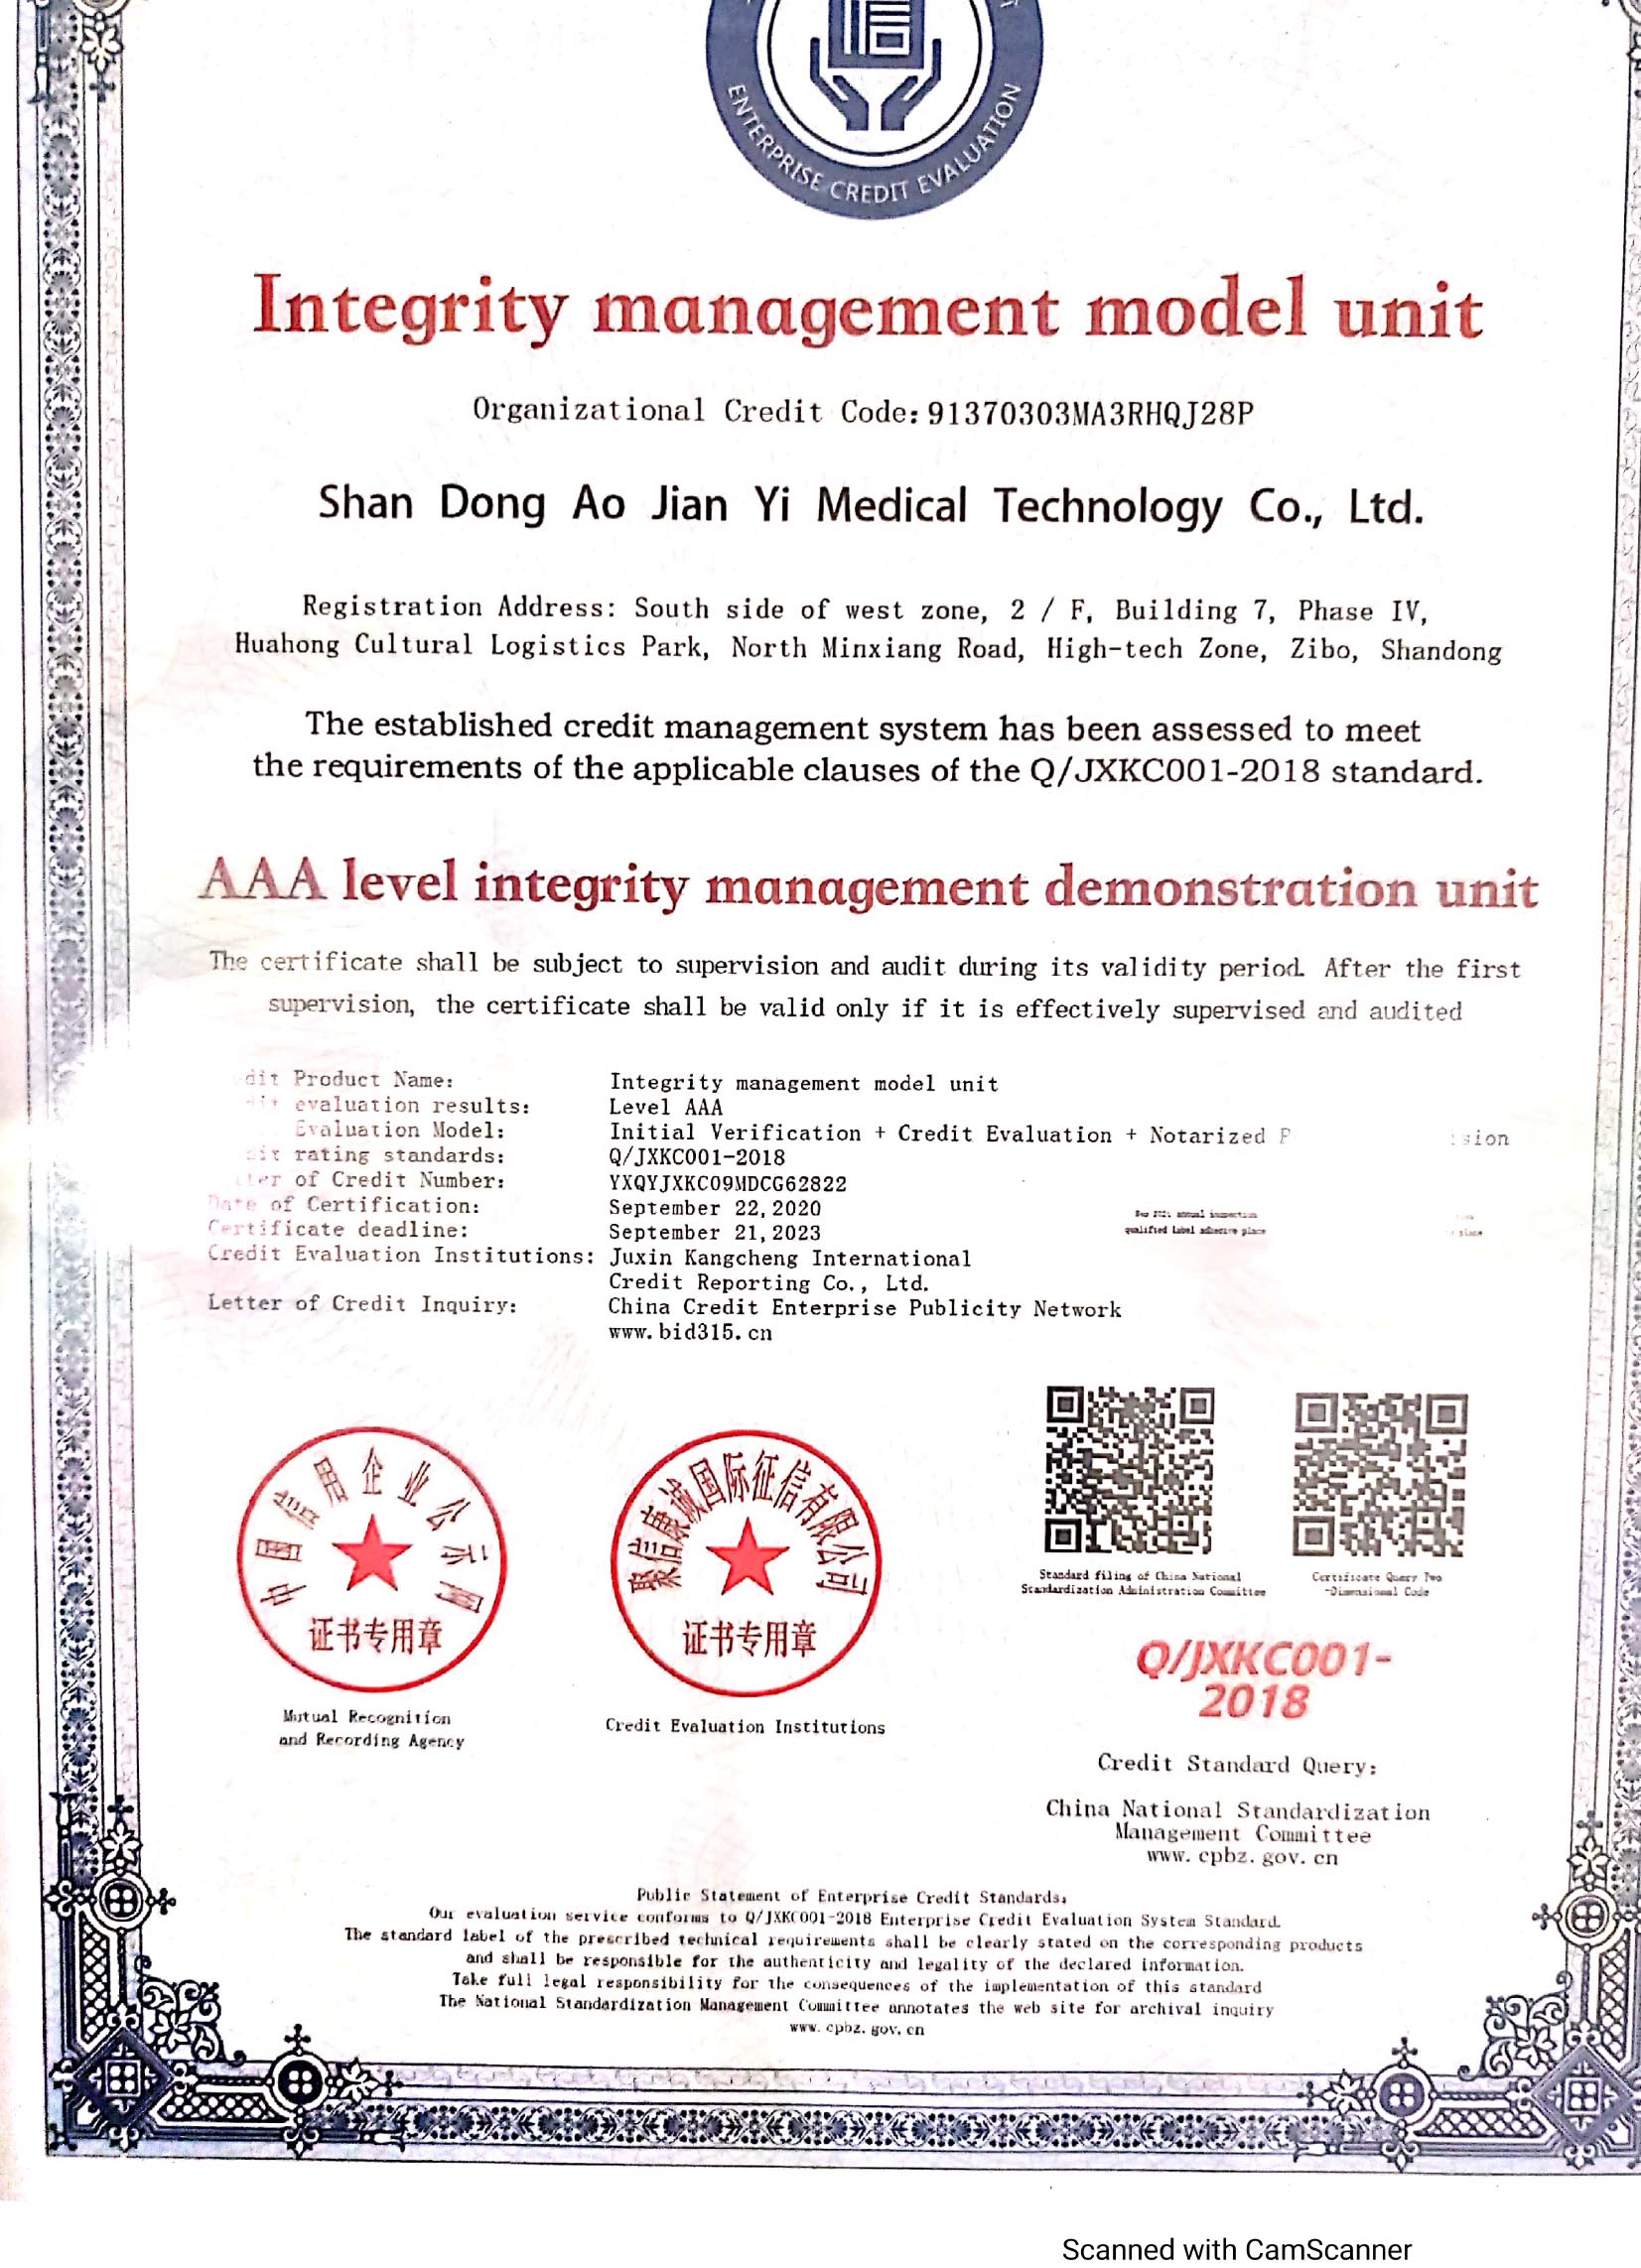 信
ENTERPRISE CREDIT EVALUATION
Integrity management model unit
Organizational Credit Code: 91370303MA3RHQJ28P
Shan Dong Ao Jian Yi Medical Technology Co., Ltd.
Registration Address: South side of west zone, 2 / F, Building 7, Phase IV,
Huahong Cultural Logistics Park, North Minxiang Road, High-tech Zone, Zibo, Shandong
The established credit management system has been assessed to meet
the requirements of the applicable clauses of the Q/JXKC001-2018 standard.
AAA level integrity management demonstration unit
The certificate shall be subject to supervision and audit during its validity period. After the first
supervision, the certificate shall be valid only if it is effectively supervised and audited
dit Product Name: Integrity management model unit
evaluation results: Level AAA
Evaluation Model: Initial Verification + Credit Evaluation + Notarized
rating standards: Q/JXKC001-2018
of Credit Number: YXQYJXKC09MDCG62822
Date of Certification: September 22, 2020
Certificate deadline: September 21, 2023
qualified Label adhesive place
Credit Evaluation Institutions: Juxin Kangcheng International
Credit Reporting Co., Ltd.
Letter of Credit Inquiry: China Credit Enterprise Publicity Network
www.bid315.cn
中国信用企业公示网
证书专用章
Mutual Recognition
and Recording Agency
聚信康诚国际征信有限公司
证书专用章
Credit Evaluation Institutions
Standard filing of China National
Standardization Administration Committee
Certificate Query Two
-Dimensional Code
Q/JXKC001-
2018
Credit Standard Query:
China National Standardization
Management Committee
www.cpbz.gov.cn
Public Statement of Enterprise Credit Standards:
Our evaluation service conforms to Q/JXKC001-2018 Enterprise Credit Evaluation System Standard.
The standard label of the prescribed technical requirements shall be clearly stated on the corresponding products
and shall be responsible for the authenticity and legality of the declared information.
Take full legal responsibility for the consequences of the implementation of this standard
The National Standardization Management Committee annotates the web site for archival inquiry
www.cpbz.gov.cn
Scanned with CamScanner